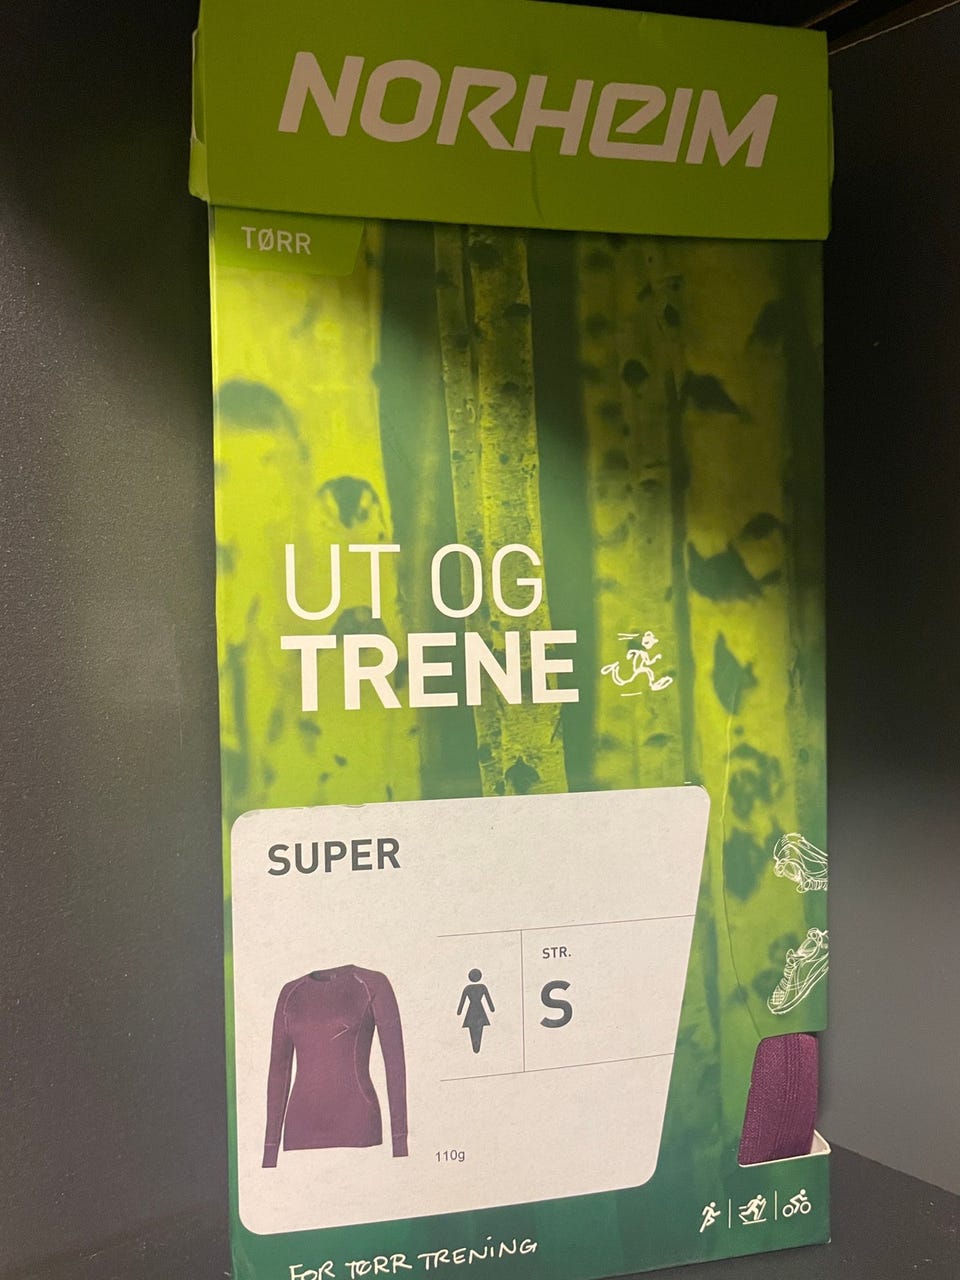 NORHEIM
TØRR
UT OG
TRENE
SUPER
STR.
S
110g
FOR TØRR TRENING